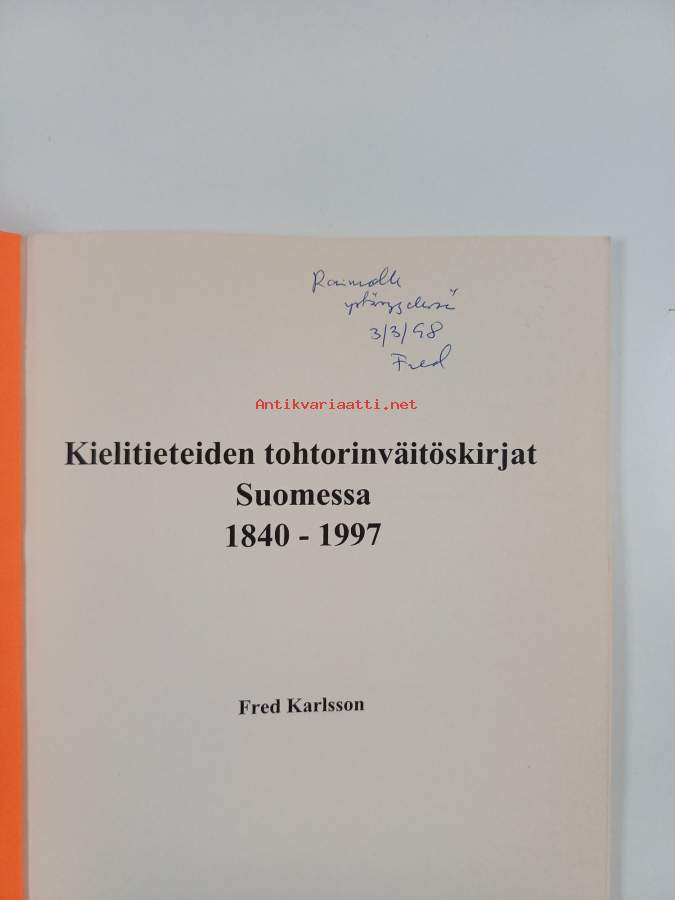 Raimolle
ystävyydessä
3/3/98
Fred
Antikvariaatti.net
Kielitieteiden tohtorinväitöskirjat
Suomessa
1840 - 1997
Fred Karlsson